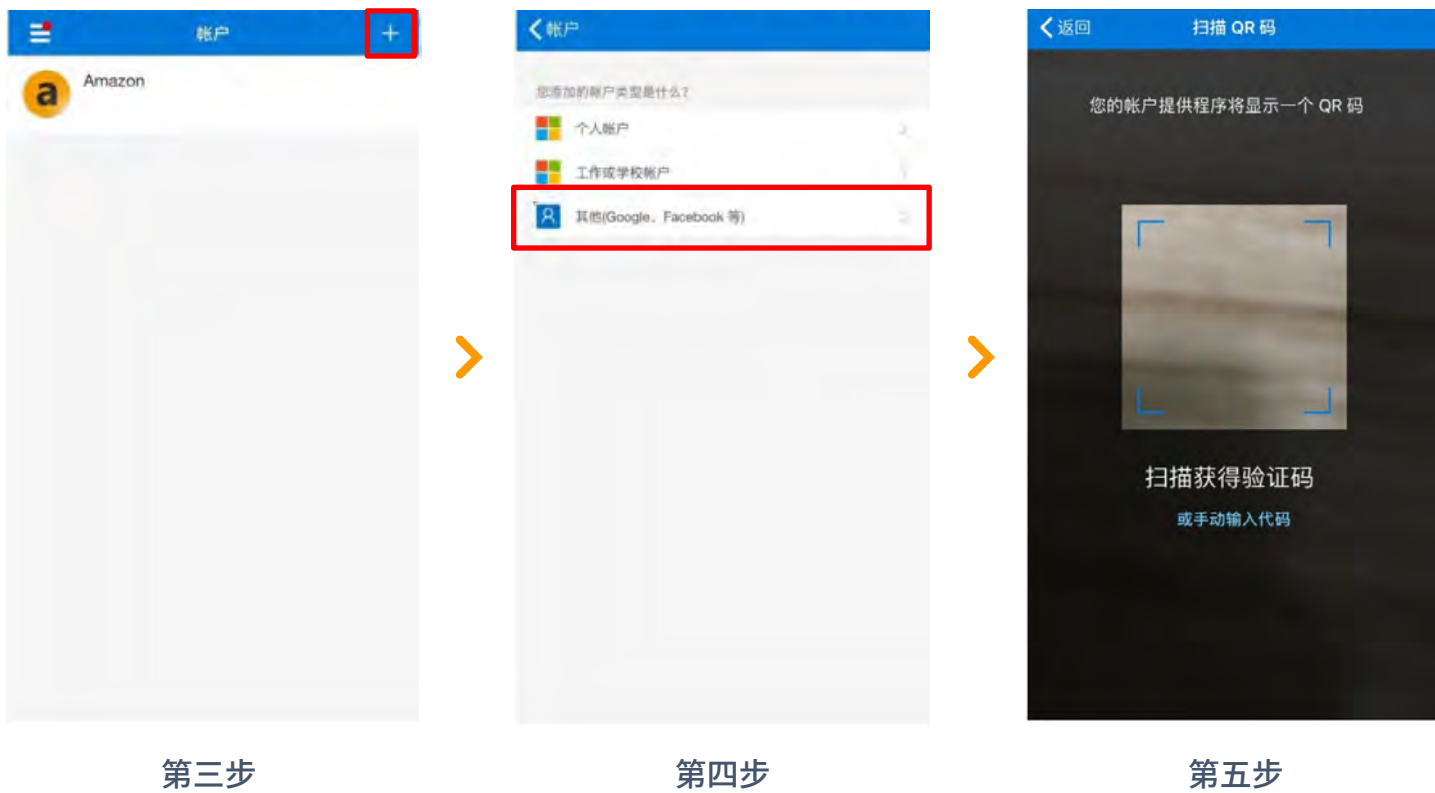 帐户
+
Amazon
第三步
帐户
您添加的帐户类型是什么?
个人帐户
工作或学校帐户
其他(Google、Facebook 等)
第四步
返回
扫描 QR 码
您的帐户提供程序将显示一个 QR 码
扫描获得验证码
或手动输入代码
第五步